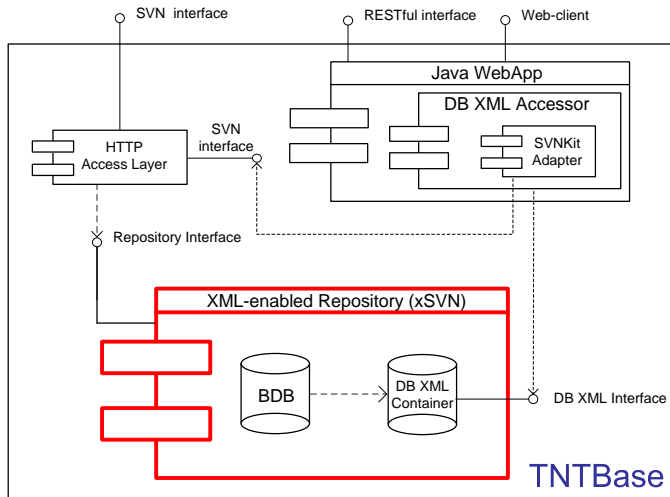 SVN interface
RESTful interface
Web-client
Java WebApp
DB XML Accessor
SVNKit
Adapter
HTTP
Access Layer
SVN
interface
Repository Interface
XML-enabled Repository (xSVN)
BDB
DB XML
Container
DB XML Interface
TNTBase